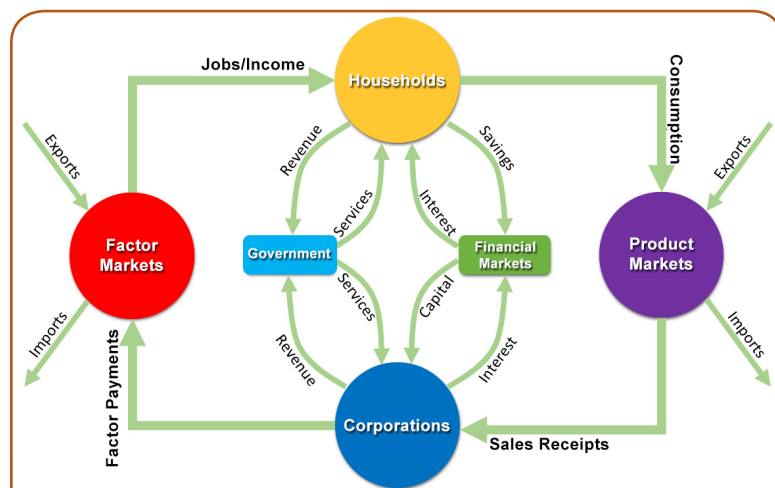 Jobs/Income
Households
Consumption
Exports
Revenue
Savings
Exports
Services
Interest
Factor
Markets
Government
Financial
Markets
Product
Markets
Services
Capital
Imports
Revenue
Interest
Imports
Factor Payments
Corporations
Sales Receipts